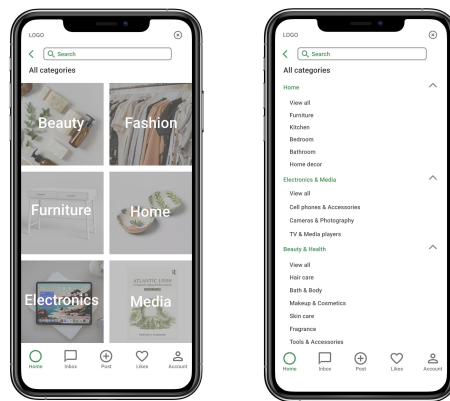 LOGO
Search
All categories
Beauty
Fashion
Furniture
Home
ATLANTIC LIVIN
Electronics
Media
Home
Inbox
Post
Likes
Account
LOGO
Search
All categories
Home
View all
Furniture
Kitchen
Bedroom
Bathroom
Home decor
Electronics & Media
View all
Cell phones & Accessories
Cameras & Photography
TV & Media players
Beauty & Health
View all
Hair care
Bath & Body
Makeup & Cosmetics
Skin care
Fragrance
Tools & Accessories
Home
Inbox
Post
Likes
Account